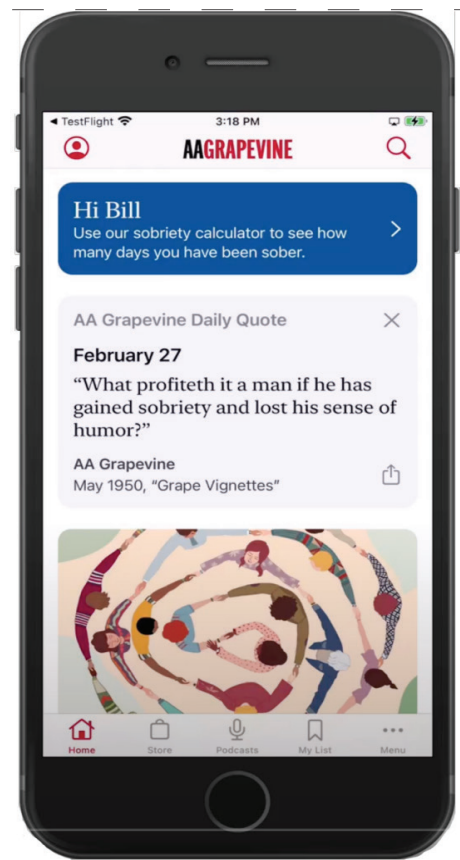 ◀ TestFlight 3:18 PM
AAGRAPEVINE
Hi Bill
Use our sobriety calculator to see how
many days you have been sober.
AA Grapevine Daily Quote
February 27
“What profiteth it a man if he has
gained sobriety and lost his sense of
humor?”
AA Grapevine
May 1950, “Grape Vignettes”
Home Store Podcasts My List Menu